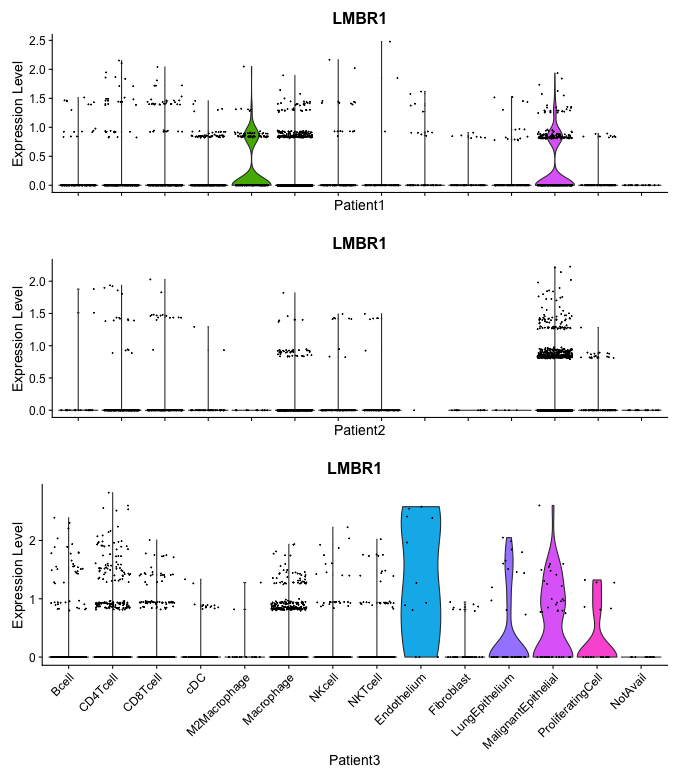 LMBR1
Expression Level
2.5
2.0
1.5
1.0
0.5
0.0
Patient1
LMBR1
Expression Level
2.0
1.5
1.0
0.5
0.0
Patient2
LMBR1
Expression Level
2
1
0
Bcell
CD4Tcell
CD8Tcell
cDC
M2Macrophage
Macrophage
NKcell
NKTcell
Endothelium
Fibroblast
LungEpithelium
MalignantEpithelial
ProliferatingCell
NotAvail
Patient3